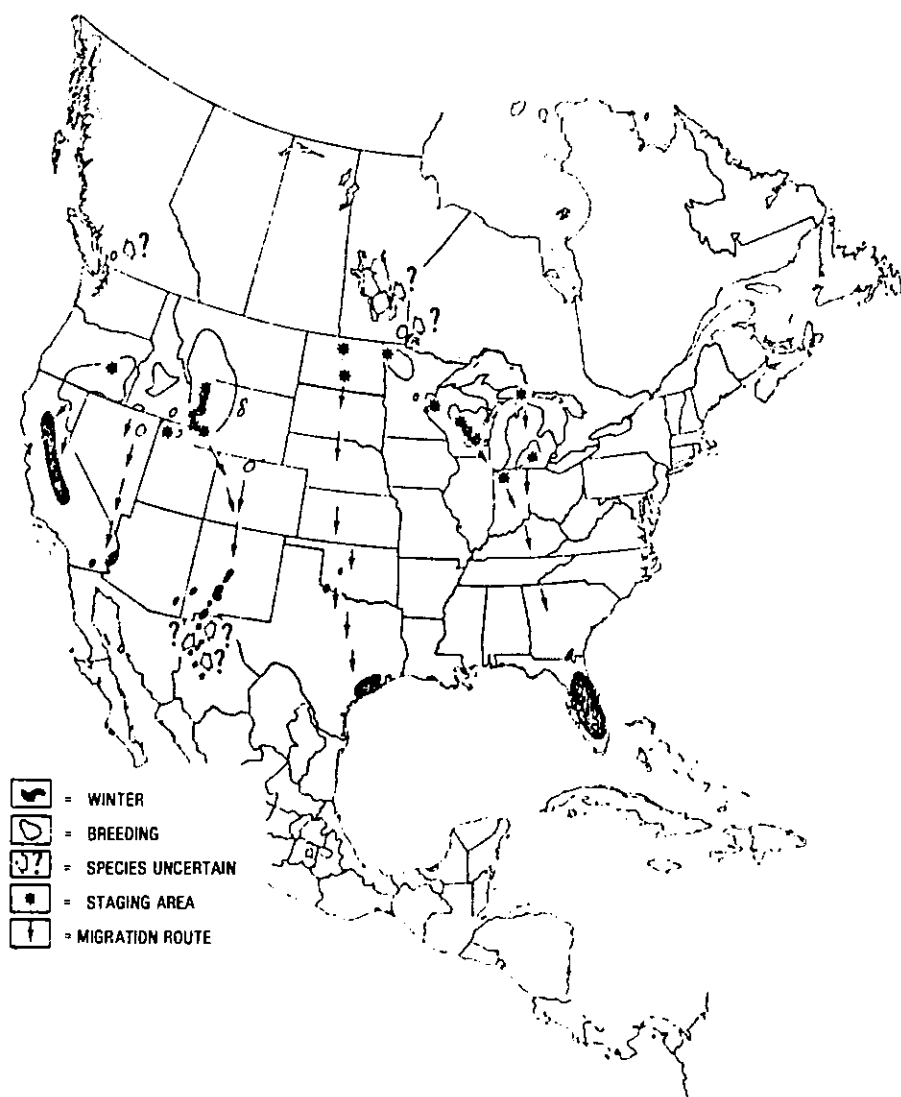 ?
?
?
?
?
?
= WINTER
= BREEDING
? = SPECIES UNCERTAIN
= STAGING AREA
= MIGRATION ROUTE